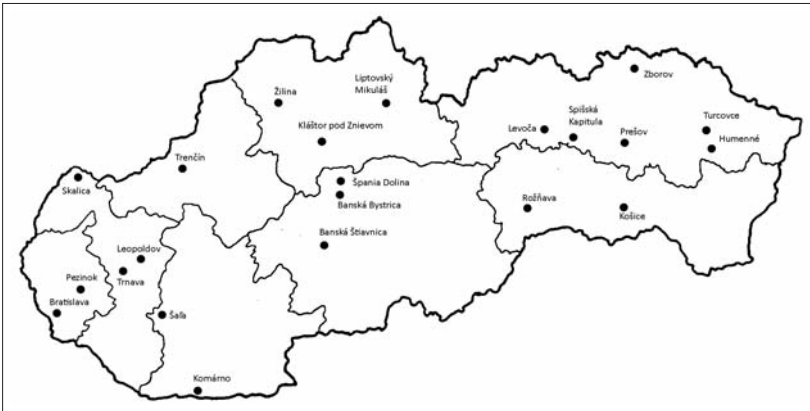 Zborov
Liptovský
Mikuláš
Žilina
Turcovce
Spišská
Kapitula
Levoča
Prešov
Kláštor pod Znievom
Humenné
Trenčín
Skalica
Špania Dolina
Banská Bystrica
Rožňava
Košice
Banská Štiavnica
Leopoldov
Trnava
Pezinok
Bratislava
Šaľa
Komárno